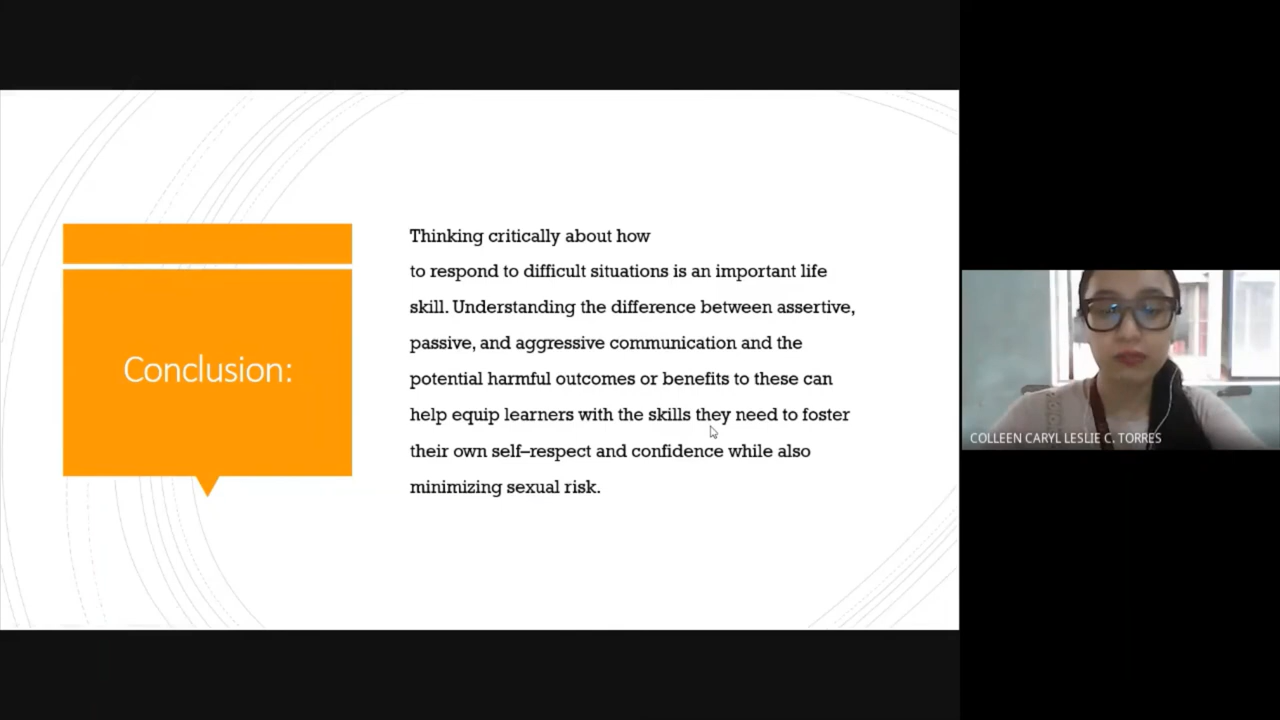 Conclusion:
Thinking critically about how
to respond to difficult situations is an important life
skill. Understanding the difference between assertive,
passive, and aggressive communication and the
potential harmful outcomes or benefits to these can
help equip learners with the skills they need to foster
their own self–respect and confidence while also
minimizing sexual risk.
COLLEEN CARYL LESLIE C. TORRES